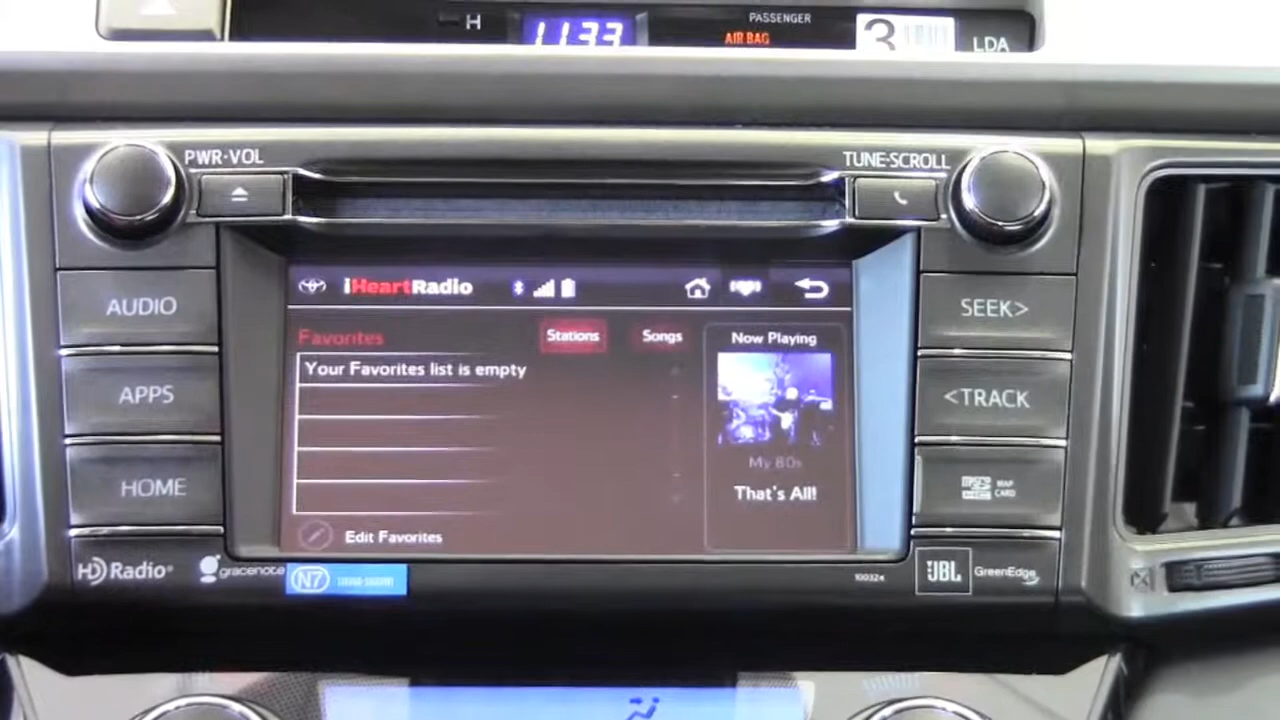 H
1133
PASSENGER
AIR BAG
3
LDA
PWR·VOL
TUNE·SCROLL
AUDIO
APPS
HOME
SEEK>
<TRACK
MAP
CARD
iHeartRadio
Favorites
Stations
Songs
Now Playing
Your Favorites list is empty
My 80s
That's All!
Edit Favorites
HD Radio
gracenote
N7
100324
JBL
GreenEdge